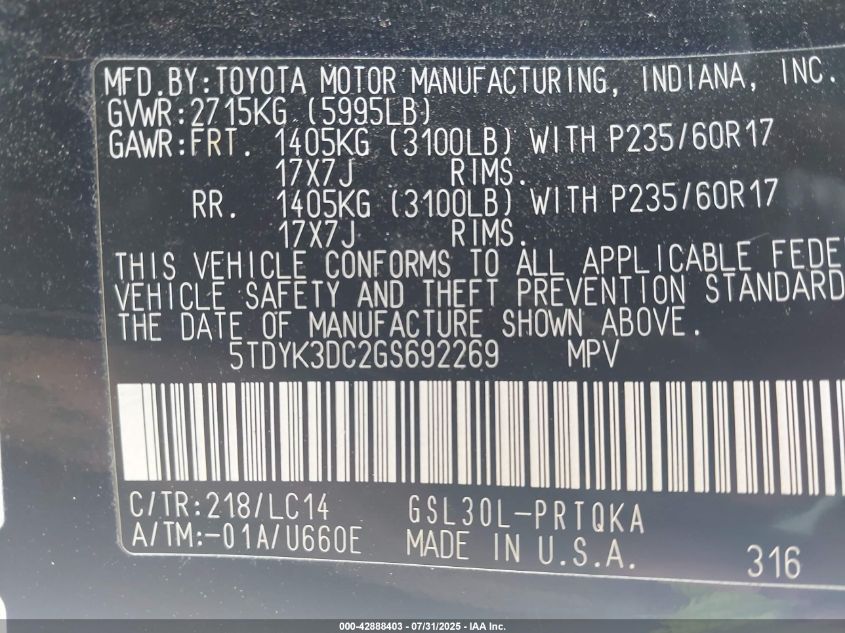 MFD.BY:TOYOTA MOTOR MANUFACTURING, INDIANA, INC.
GVWR:2715KG (5995LB)
GAWR:FRT. 1405KG (3100LB) WITH P235/60R17
17X7J RIMS.
RR. 1405KG (3100LB) WITH P235/60R17
17X7J RIMS.
THIS VEHICLE CONFORMS TO ALL APPLICABLE FEDE
VEHICLE SAFETY AND THEFT PREVENTION STANDARD
THE DATE OF MANUFACTURE SHOWN ABOVE.
5TDYK3DC2GS692269 MPV
C/TR:218/LC14 GSL30L-PRTQKA
A/TM:-01A/U660E MADE IN U.S.A. 316
000-42888403 - 07/31/2025 - IAA Inc.